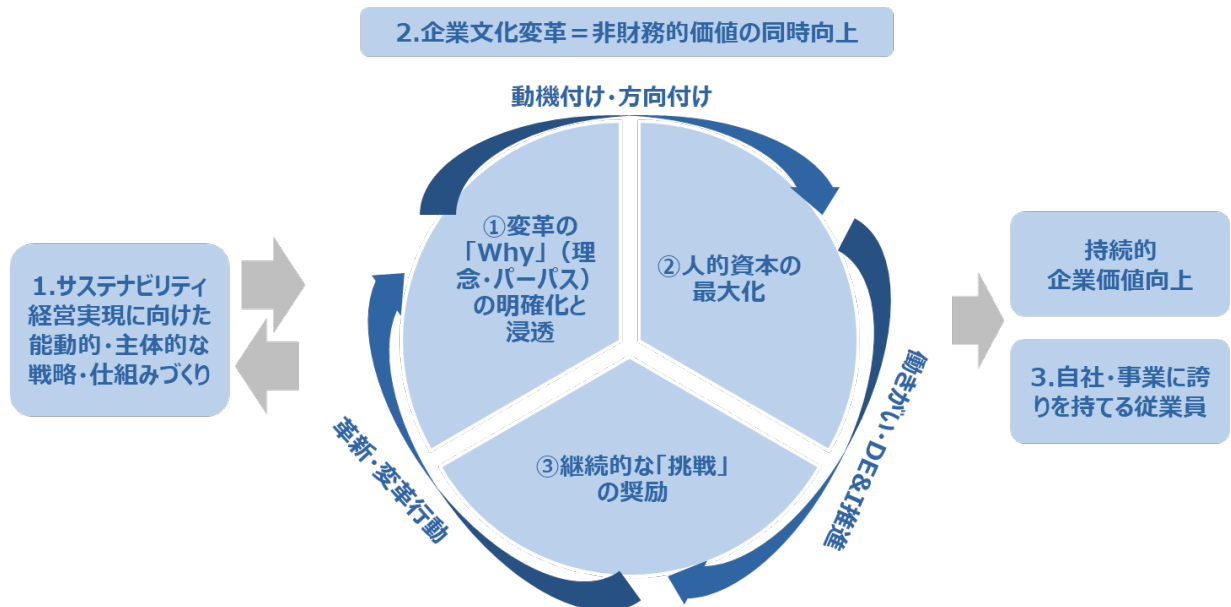 2.企業文化変革＝非財務的価値の同時向上
動機付け・方向付け
①変革の
「Why」（理
念・パーパス）
の明確化と
浸透
②人的資本の
最大化
③継続的な「挑戦」
の奨励
働きがい・DE&I推進
革新・変革行動
1.サステナビリティ
経営実現に向けた
能動的・主体的な
戦略・仕組みづくり
持続的
企業価値向上
3.自社・事業に誇
りを持てる従業員